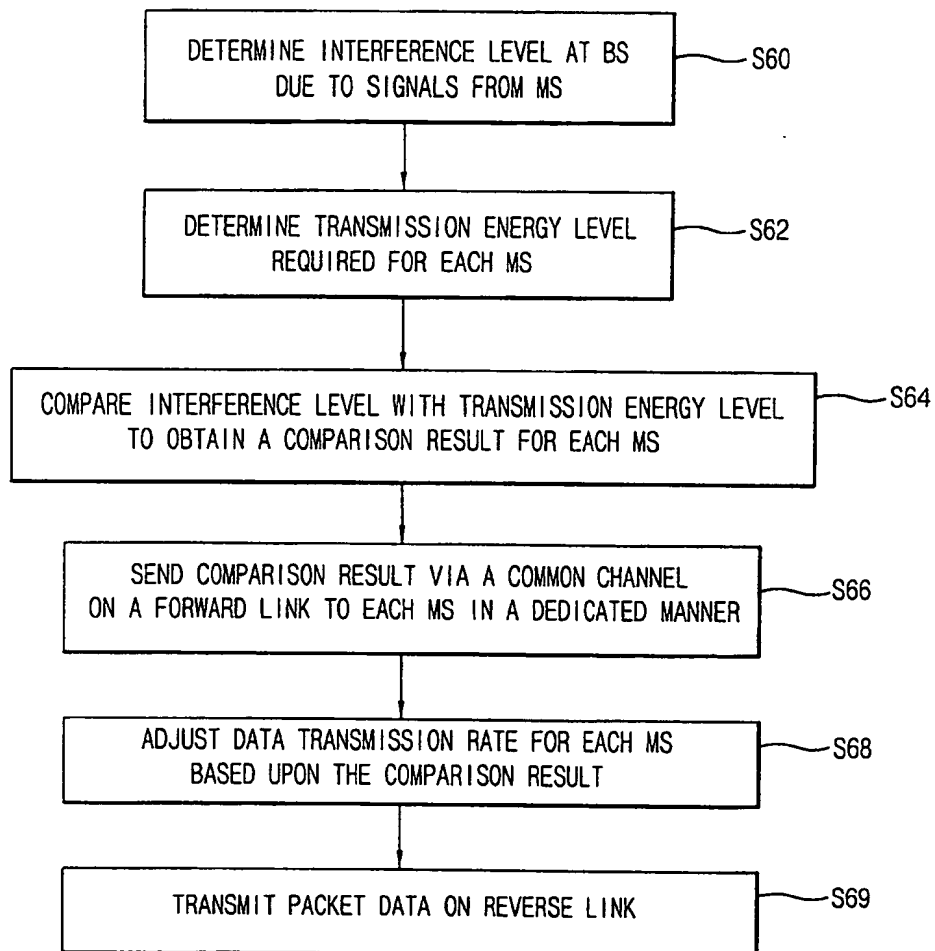 DETERMINE INTERFERENCE LEVEL AT BS
DUE TO SIGNALS FROM MS
S60
DETERMINE TRANSMISSION ENERGY LEVEL
REQUIRED FOR EACH MS
S62
COMPARE INTERFERENCE LEVEL WITH TRANSMISSION ENERGY LEVEL
TO OBTAIN A COMPARISON RESULT FOR EACH MS
S64
SEND COMPARISON RESULT VIA A COMMON CHANNEL
ON A FORWARD LINK TO EACH MS IN A DEDICATED MANNER
S66
ADJUST DATA TRANSMISSION RATE FOR EACH MS
BASED UPON THE COMPARISON RESULT
S68
TRANSMIT PACKET DATA ON REVERSE LINK
S69